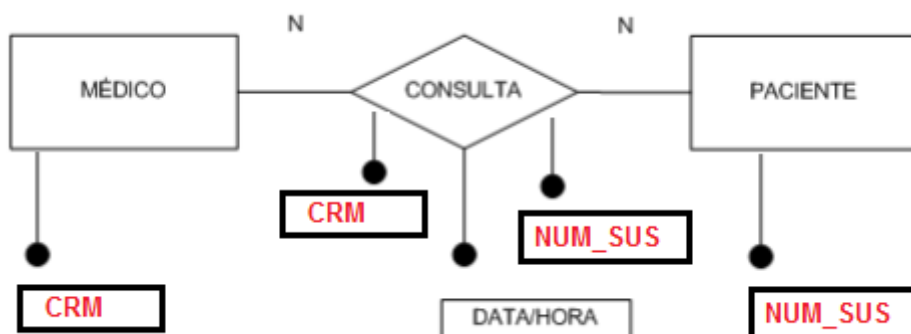 N
N
MÉDICO
CONSULTA
PACIENTE
CRM
NUM_SUS
CRM
DATA/HORA
NUM_SUS